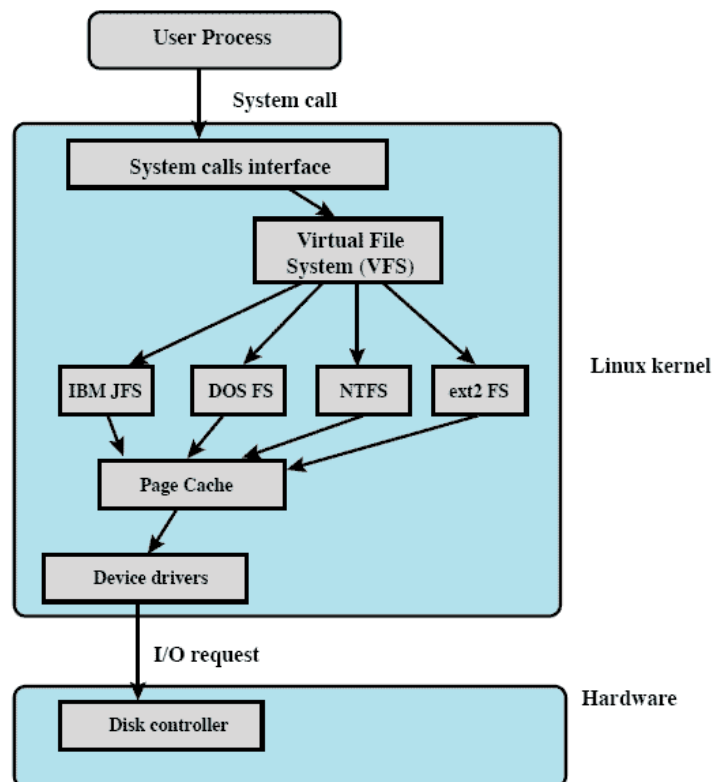 User Process
System call
System calls interface
Virtual File
System (VFS)
Linux kernel
IBM JFS
DOS FS
NTFS
ext2 FS
Page Cache
Device drivers
I/O request
Hardware
Disk controller